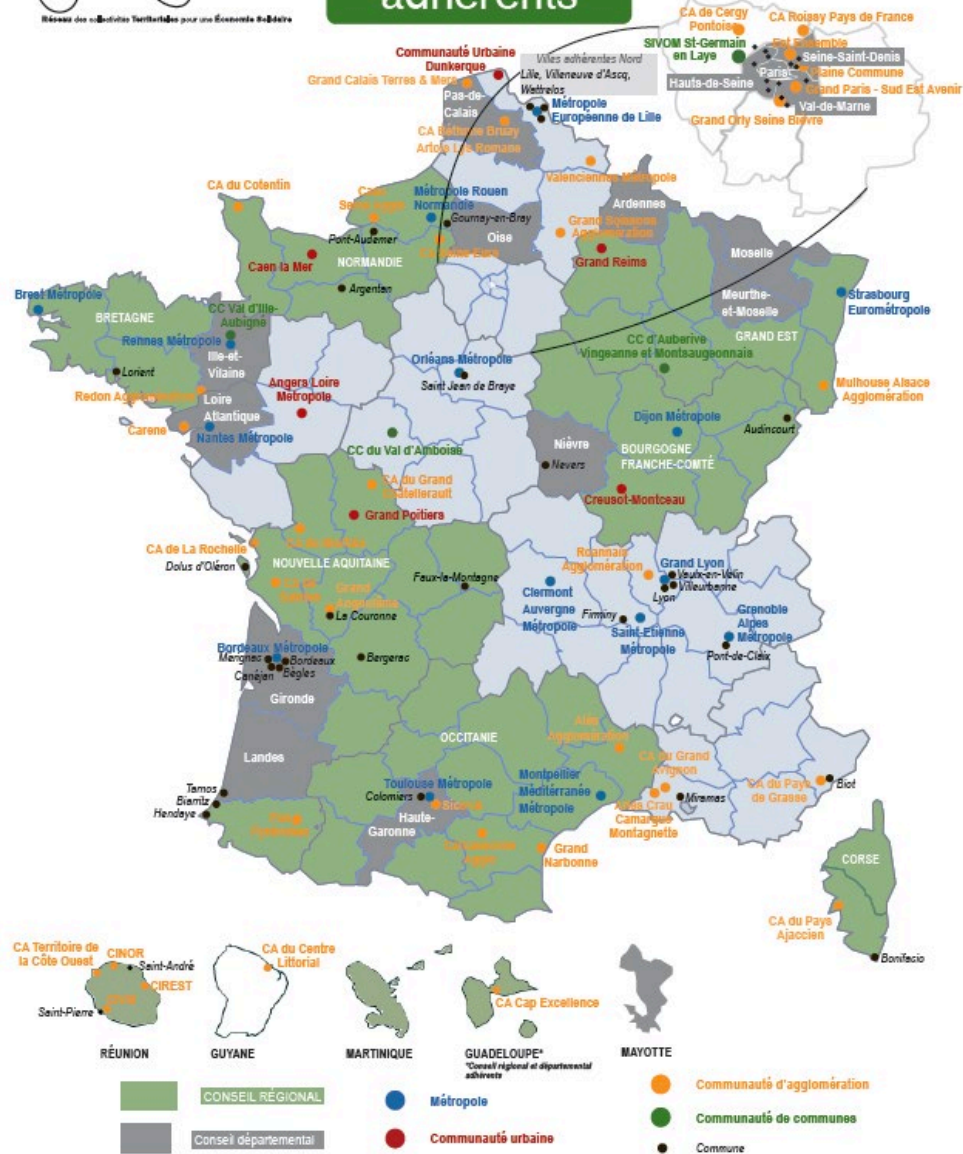 adhérents
Réseau des collectivités Territoriales pour une Économie Solidaire
CA de Cergy
Pontoise
CA Roissy Pays de France
SIVOM St-Germain
en Laye
Est Ensemble
Seine-Saint-Denis
Paris
Plaine Commune
Hauts-de-Seine
Grand Paris - Sud Est Avenir
Val-de-Marne
Grand Orly Seine Bièvre
Communauté Urbaine
Dunkerque
Villes adhérentes Nord
Lille, Villeneuve d'Ascq,
Wattrelos
Grand Calais Terres & Mers
Pas-de-
Calais
Métropole
Européenne de Lille
CA Béthune Bruay
Artois Lys Romane
Valenciennes Métropole
CA du Cotentin
Métropole Rouen
Normandie
Gournay-en-Bray
Pont-Audemer
Oise
Ardennes
Grand Soissons
Agglomération
Grand Reims
Caen la Mer
NORMANDIE
Argentan
Moselle
Meurthe-
et-Moselle
GRAND EST
Strasbourg
Eurométropole
Brest Métropole
BRETAGNE
CC Val d'Ille-
Aubigné
Rennes Métropole
Ille-et-
Vilaine
Lorient
Redon
Loire
Atlantique
Carene
Nantes Métropole
Angers Loire
Métropole
Orléans Métropole
Saint Jean de Braye
CC d'Auberive
Vingeanne et Montsaugeonnais
Mulhouse Alsace
Agglomération
Dijon Métropole
Audincourt
CC du Val d'Amboise
Nièvre
Nevers
BOURGOGNE
FRANCHE-COMTÉ
Creusot-Montceau
CA du Grand
Châtellerault
Grand Poitiers
CA de La Rochelle
Dolus d'Oléron
NOUVELLE AQUITAINE
Grand
Angoulême
La Couronne
Faux-la-Montagne
Roannais
Agglomération
Grand Lyon
Vaulx-en-Velin
Villeurbanne
Lyon
Clermont
Auvergne
Métropole
Firminy
Saint-Etienne
Métropole
Grenoble
Alpes
Métropole
Pont-de-Claix
Bordeaux Métropole
Merignac
Bordeaux
Canéjan
Bègles
Bergerac
Gironde
Landes
OCCITANIE
Alès
Agglomération
Toulouse Métropole
Colomiers
Sicoval
Haute-
Garonne
Montpellier
Méditérranée
Métropole
CA du Grand
Avignon
Crau
Camargue
Montagnette
Miramas
CA du Pays
de Grasse
Biot
Tarnos
Biarritz
Hendaye
Grand
Narbonne
CORSE
CA du Pays
Ajaccien
Bonifasio
CA Territoire de
la Côte Ouest
CINOR
Saint-André
CIREST
Saint-Pierre
CA du Centre
Littorial
CA Cap Excellence
RÉUNION
GUYANE
MARTINIQUE
GUADELOUPE*
*Conseil régional et départemental
adhérents
MAYOTTE
CONSEIL RÉGIONAL
Conseil départemental
Métropole
Communauté urbaine
Communauté d'agglomération
Communauté de communes
Commune